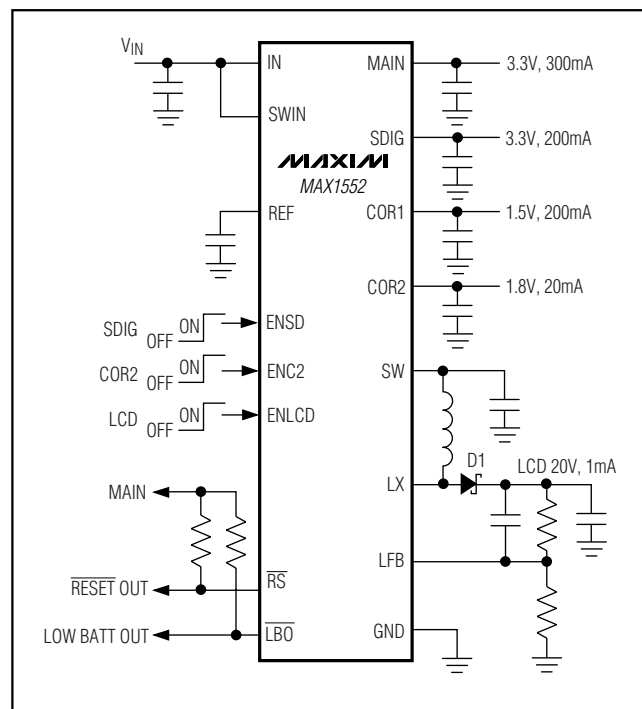 V_IN
IN
SWIN
MAXIM
MAX1552
REF
SDIG ON OFF ENSD
COR2 ON OFF ENC2
LCD ON OFF ENLCD
MAIN
RESET OUT RS
LOW BATT OUT LBO
MAIN 3.3V, 300mA
SDIG 3.3V, 200mA
COR1 1.5V, 200mA
COR2 1.8V, 20mA
SW
D1
LCD 20V, 1mA
LX
LFB
GND